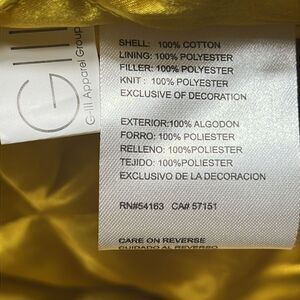 GIII
G-III Apparel Group
SHELL: 100% COTTON
LINING: 100% POLYESTER
FILLER: 100% POLYESTER
KNIT : 100% POLYESTER
EXCLUSIVE OF DECORATION
EXTERIOR:100% ALGODON
FORRO: 100% POLIESTER
RELLENO: 100% POLIESTER
TEJIDO: 100%POLIESTER
EXCLUSIVO DE LA DECORACION
RN#54163 CA# 57151
CARE ON REVERSE
CUIDADO AL REVERSO